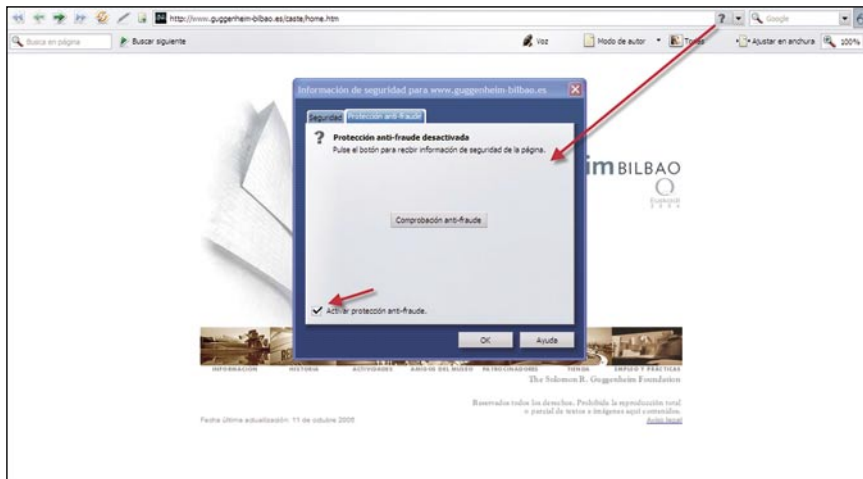 http://www.guggenheim-bilbao.es/caste/home.htm
?
Google
Busca en página
Buscar siguiente
Voz
Modo de autor
Ajustar en anchura
100%
Información de seguridad para www.guggenheim-bilbao.es
Seguridad
Protección anti-fraude
? Protección anti-fraude desactivada
Pulse el botón para recibir información de seguridad de la página.
im BILBAO
Comprobación anti-fraude
Activar protección anti-fraude.
OK
Ayuda
INFORMACIÓN HISTORIA ACTIVIDADES AMIGOS DEL MUSEO PATROCINADORES TIENDA EMPLEO Y PRÁCTICAS
The Solomon R. Guggenheim Foundation
Reservados todos los derechos. Prohibida la reproducción total
o parcial de textos e imágenes aquí contenidos.
Fecha última actualización: 11 de octubre 2005
Aviso legal